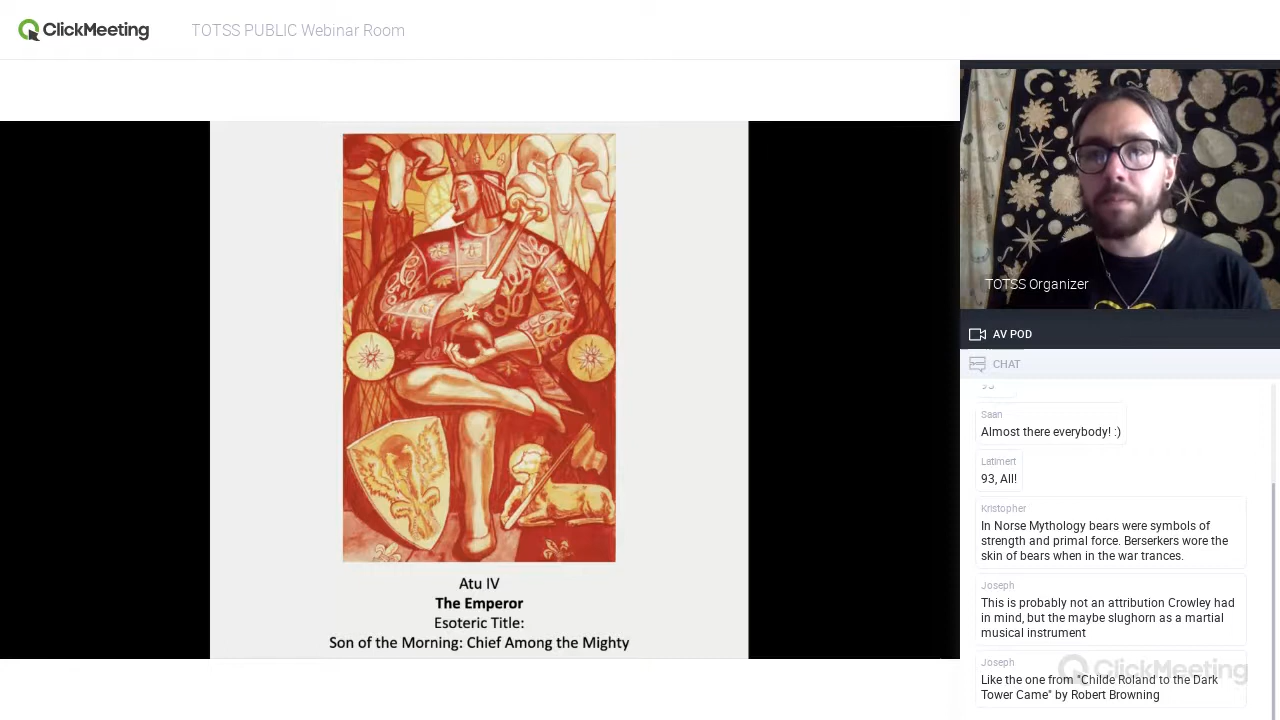 ClickMeeting
TOTSS PUBLIC Webinar Room
Atu IV
The Emperor
Esoteric Title:
Son of the Morning: Chief Among the Mighty
TOTSS Organizer
AV POD
CHAT
93
Saan
Almost there everybody! :)
Latimert
93, All!
Kristopher
In Norse Mythology bears were symbols of
strength and primal force. Berserkers wore the
skin of bears when in the war trances.
Joseph
This is probably not an attribution Crowley had
in mind, but the maybe slughorn as a martial
musical instrument
Joseph
Like the one from "Childe Roland to the Dark
Tower Came" by Robert Browning
ClickMeeting